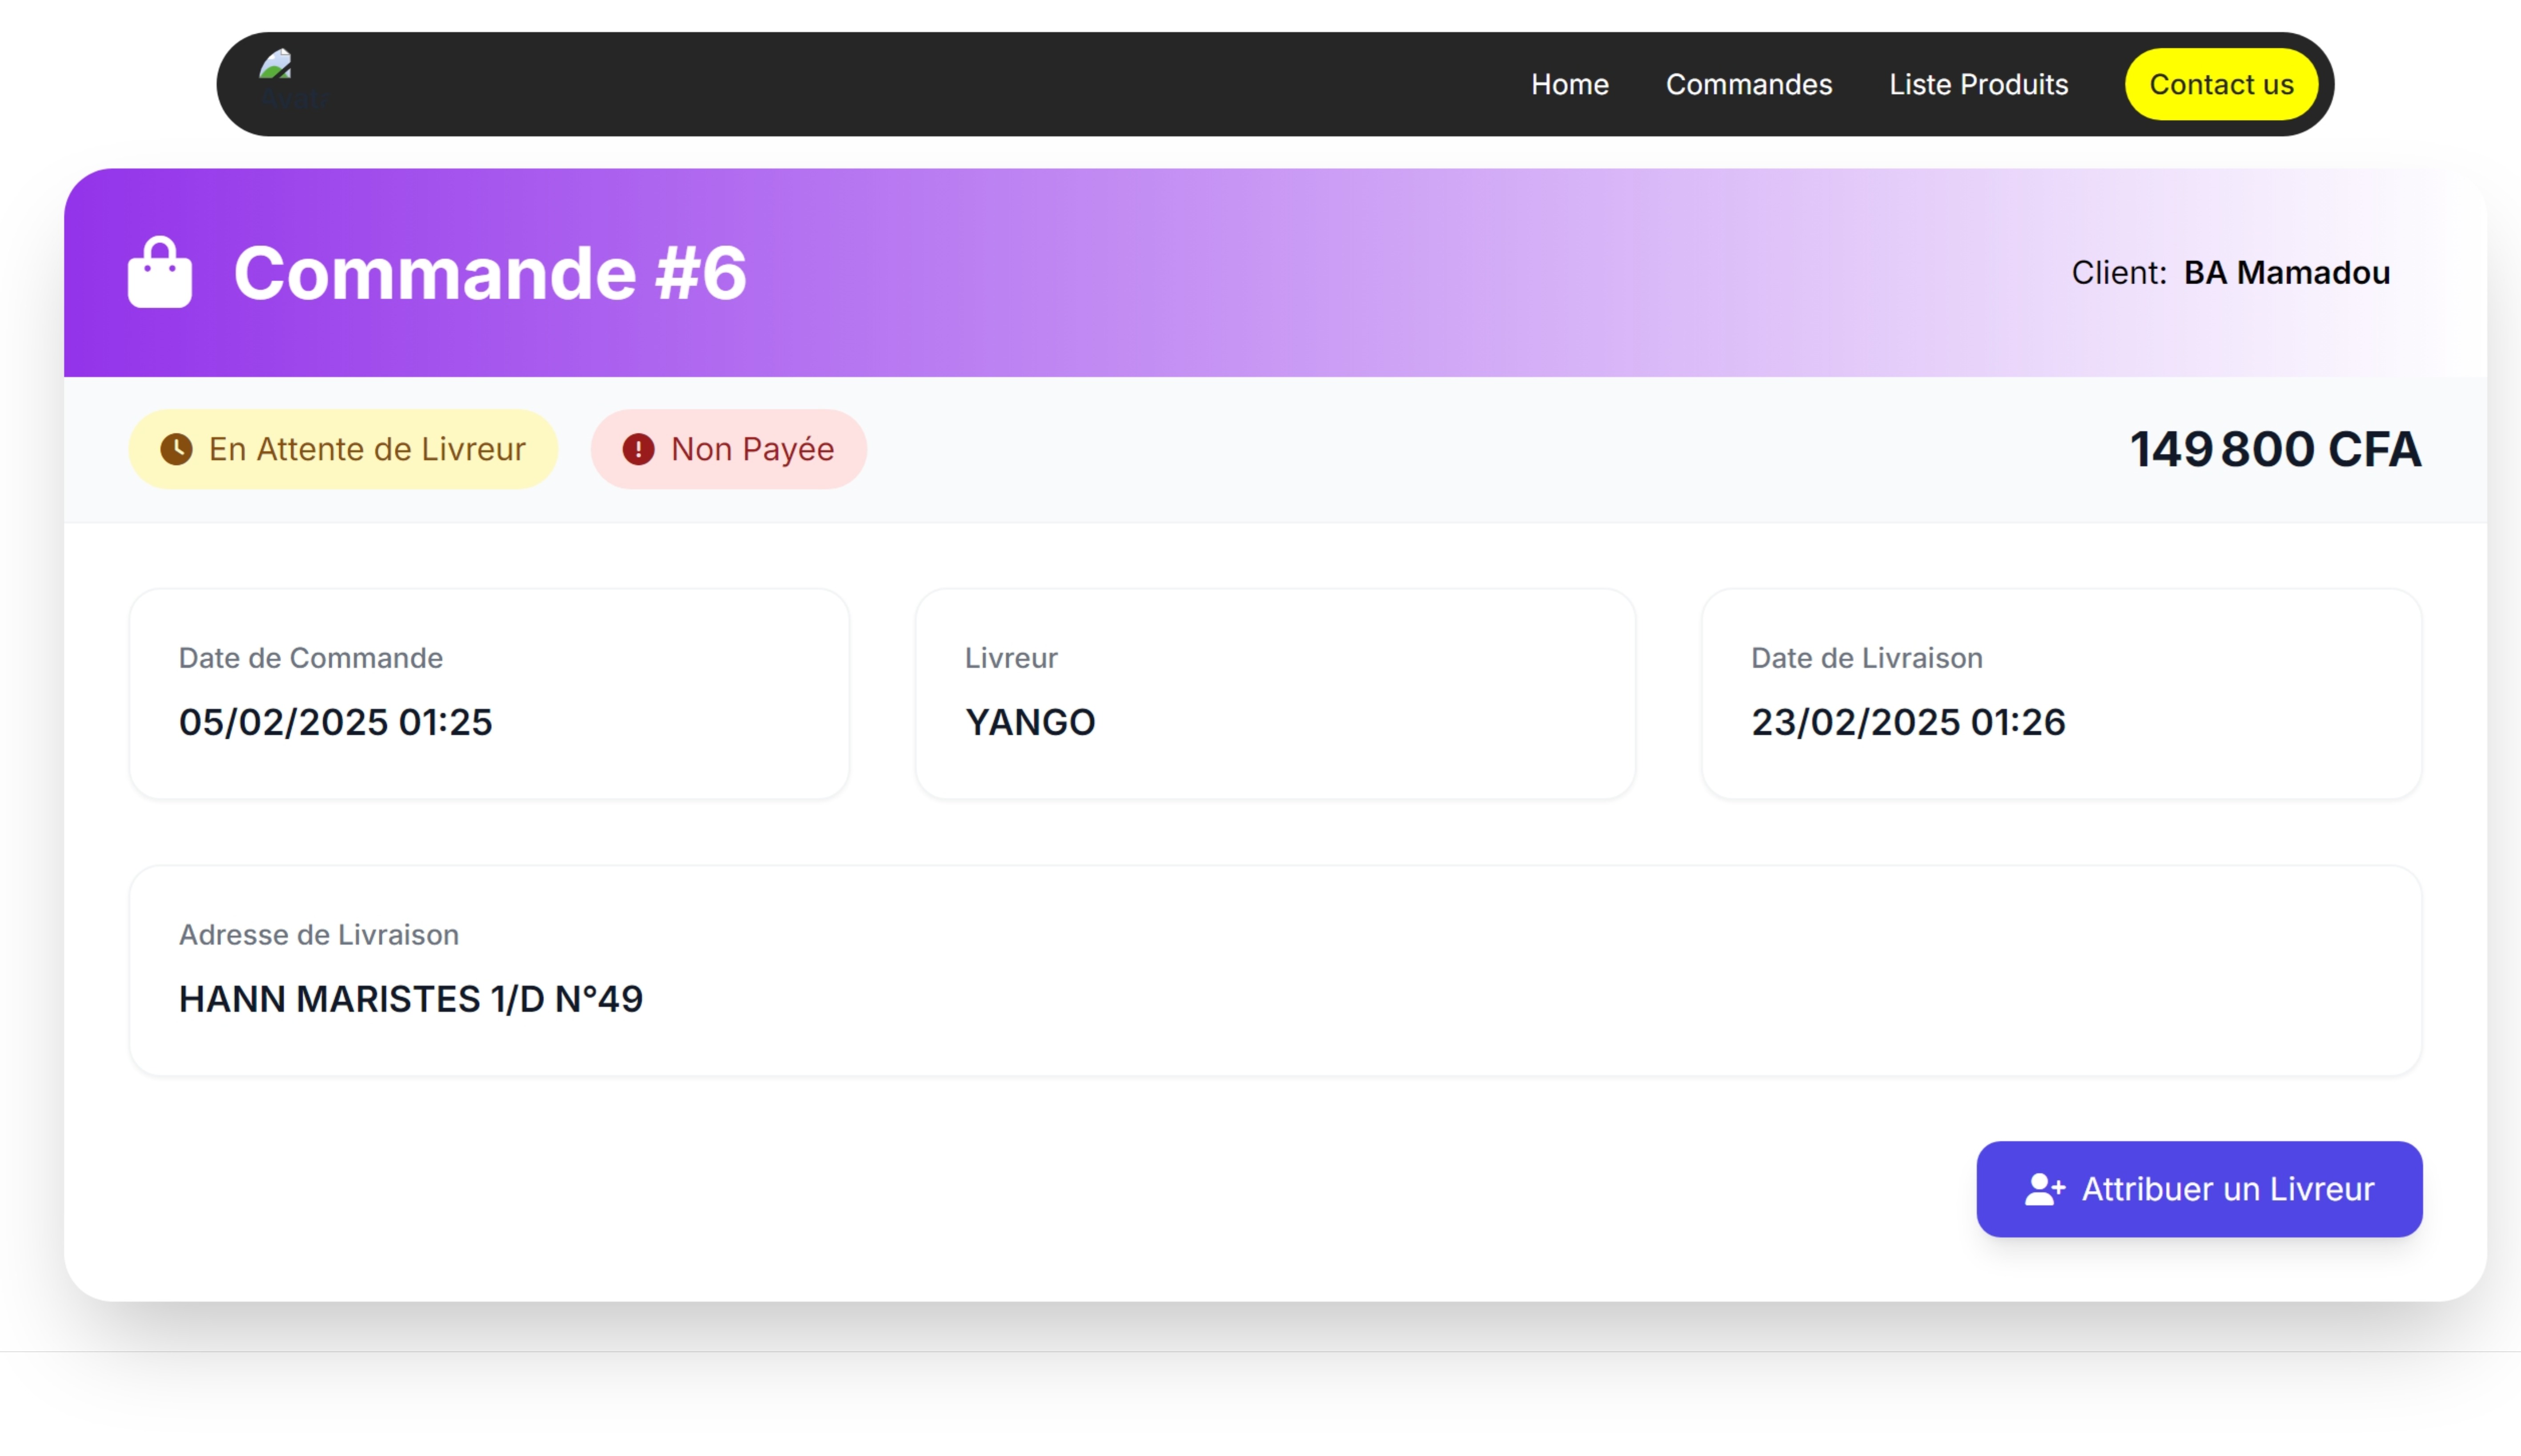 Home Commandes Liste Produits Contact us
Commande #6
Client: BA Mamadou
En Attente de Livreur Non Payée 149 800 CFA
Date de Commande
05/02/2025 01:25
Livreur
YANGO
Date de Livraison
23/02/2025 01:26
Adresse de Livraison
HANN MARISTES 1/D N°49
Attribuer un Livreur